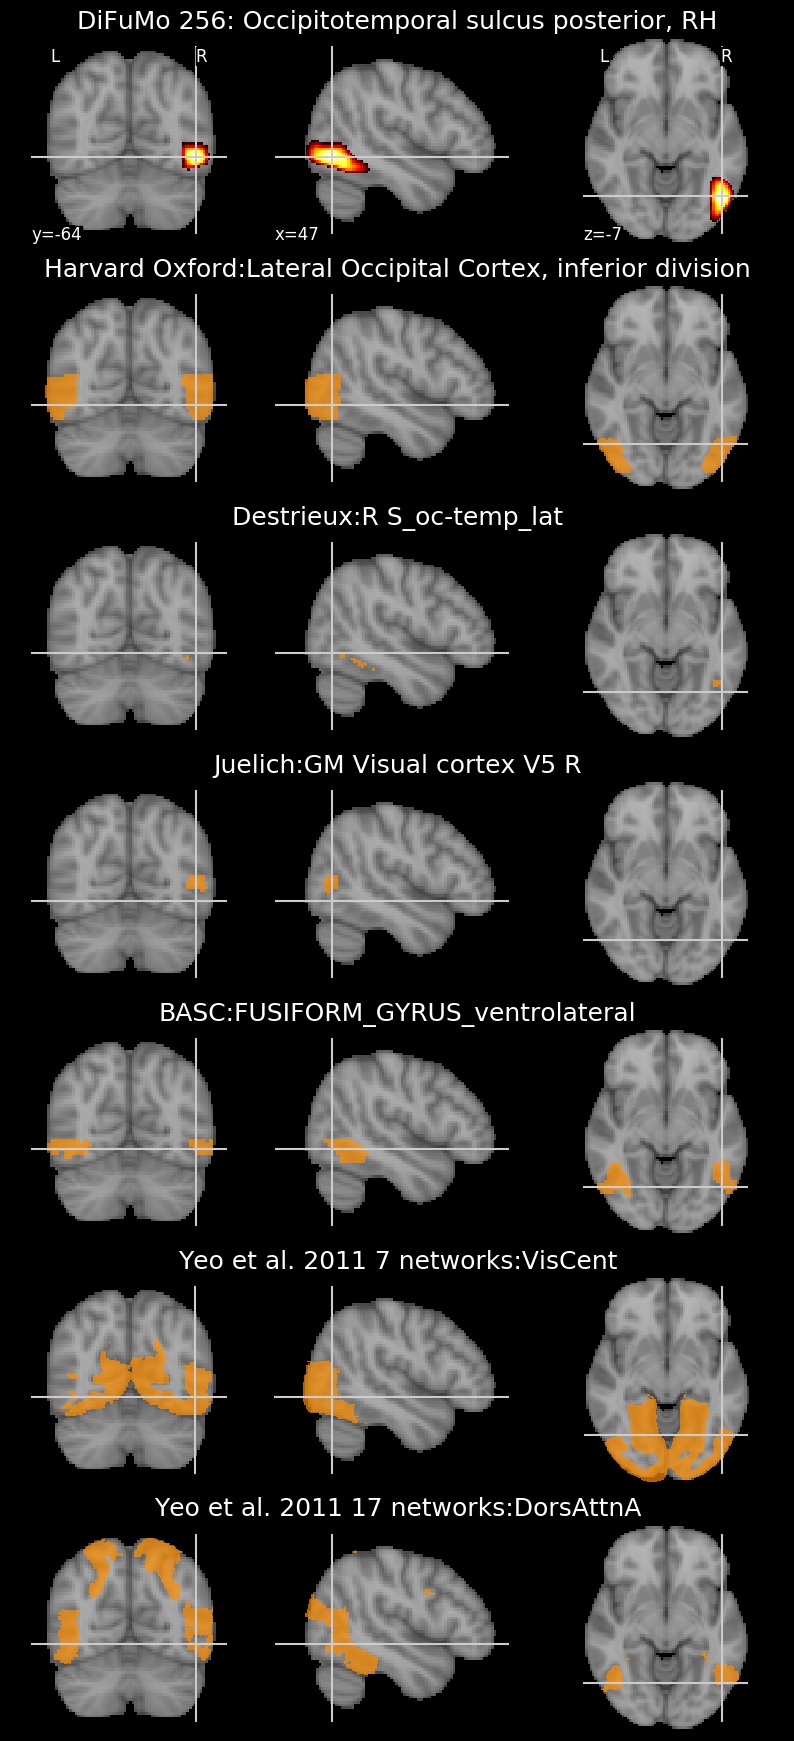 DiFuMo 256: Occipitotemporal sulcus posterior, RH
L R L R
y=-64 x=47 z=-7
Harvard Oxford:Lateral Occipital Cortex, inferior division
Destrieux:R S_oc-temp_lat
Juelich:GM Visual cortex V5 R
BASC:FUSIFORM_GYRUS_ventrolateral
Yeo et al. 2011 7 networks:VisCent
Yeo et al. 2011 17 networks:DorsAttnA